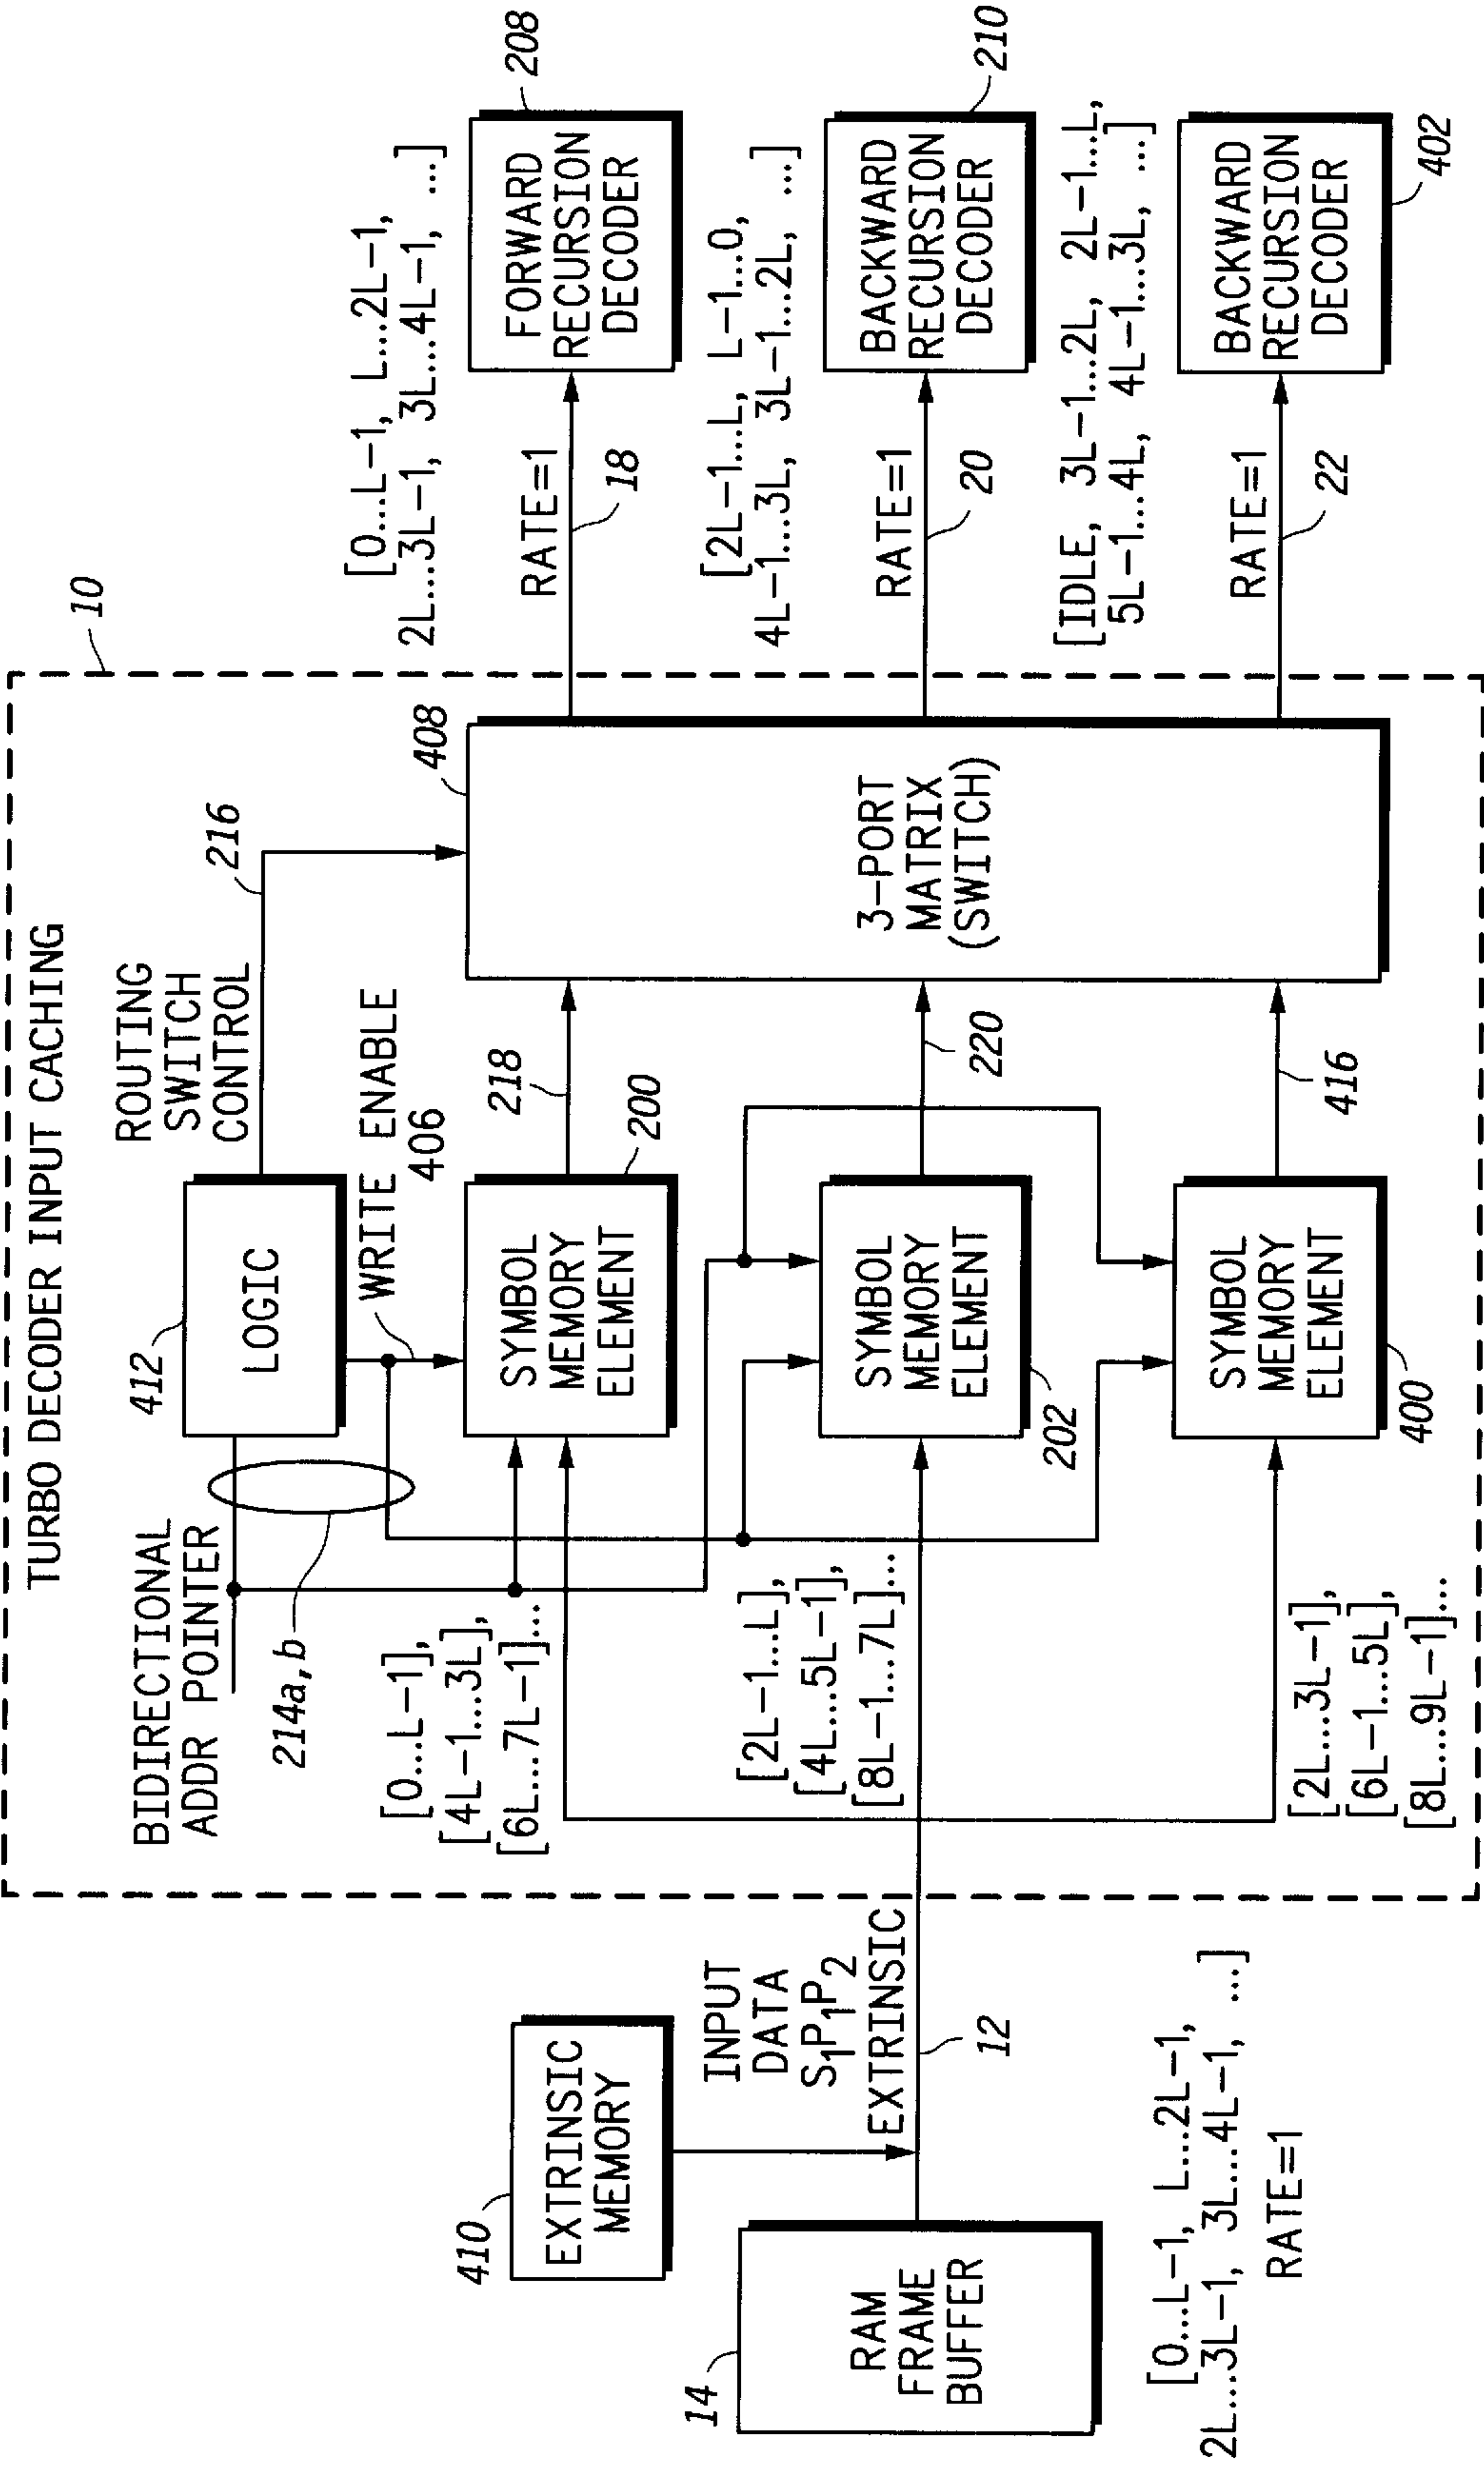 TURBO DECODER INPUT CACHING
10
BIDIRECTIONAL
ADDR POINTER
214a,b
412
LOGIC
ROUTING
SWITCH
CONTROL
216
WRITE ENABLE
406
410
EXTRINSIC
MEMORY
14
RAM
FRAME
BUFFER
[0...L-1, L...2L-1,
2L...3L-1, 3L...4L-1, ...]
RATE=1
INPUT
DATA
S1P1P2
EXTRINSIC
12
[0...L-1],
[4L-1...3L],
[6L...7L-1]...
[2L-1...L],
[4L...5L-1],
[8L-1...7L]...
[2L...3L-1],
[6L-1...5L],
[8L...9L-1]...
SYMBOL
MEMORY
ELEMENT
200
218
SYMBOL
MEMORY
ELEMENT
202
220
SYMBOL
MEMORY
ELEMENT
400
416
408
3-PORT
MATRIX
(SWITCH)
[0...L-1, L...2L-1,
2L...3L-1, 3L...4L-1, ...]
RATE=1
18
FORWARD
RECURSION
DECODER
208
[2L-1...L, L-1...0,
4L-1...3L, 3L-1...2L, ...]
RATE=1
20
BACKWARD
RECURSION
DECODER
210
[IDLE, 3L-1...2L, 2L-1...L,
5L-1...4L, 4L-1...3L, ...]
RATE=1
22
BACKWARD
RECURSION
DECODER
402